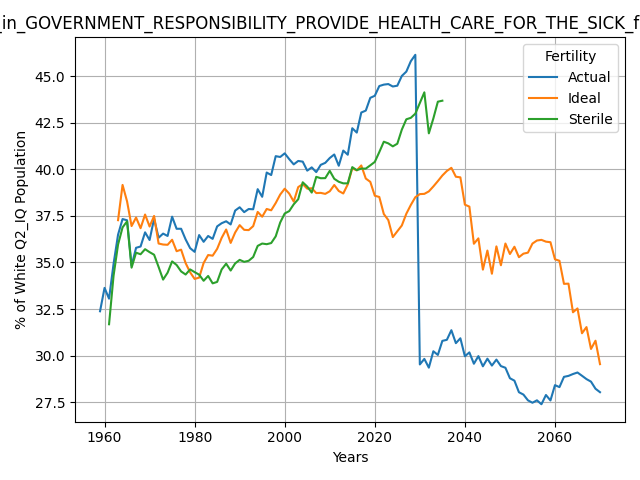 _in_GOVERNMENT_RESPONSIBILITY_PROVIDE_HEALTH_CARE_FOR_THE_SICK_f
Fertility
Actual
Ideal
Sterile
% of White Q2_IQ Population
45.0
42.5
40.0
37.5
35.0
32.5
30.0
27.5
1960
1980
2000
2020
2040
2060
Years